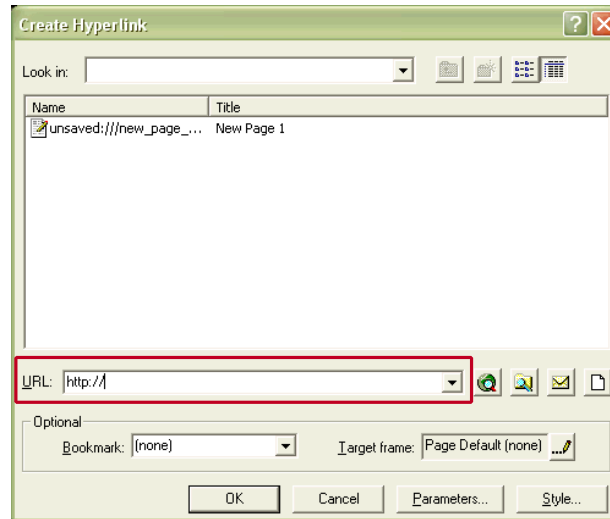 Create Hyperlink
Look in:
Name Title
unsaved:///new_page_... New Page 1
URL: http://
Optional
Bookmark: (none) Target frame: Page Default (none)
OK Cancel Parameters... Style...